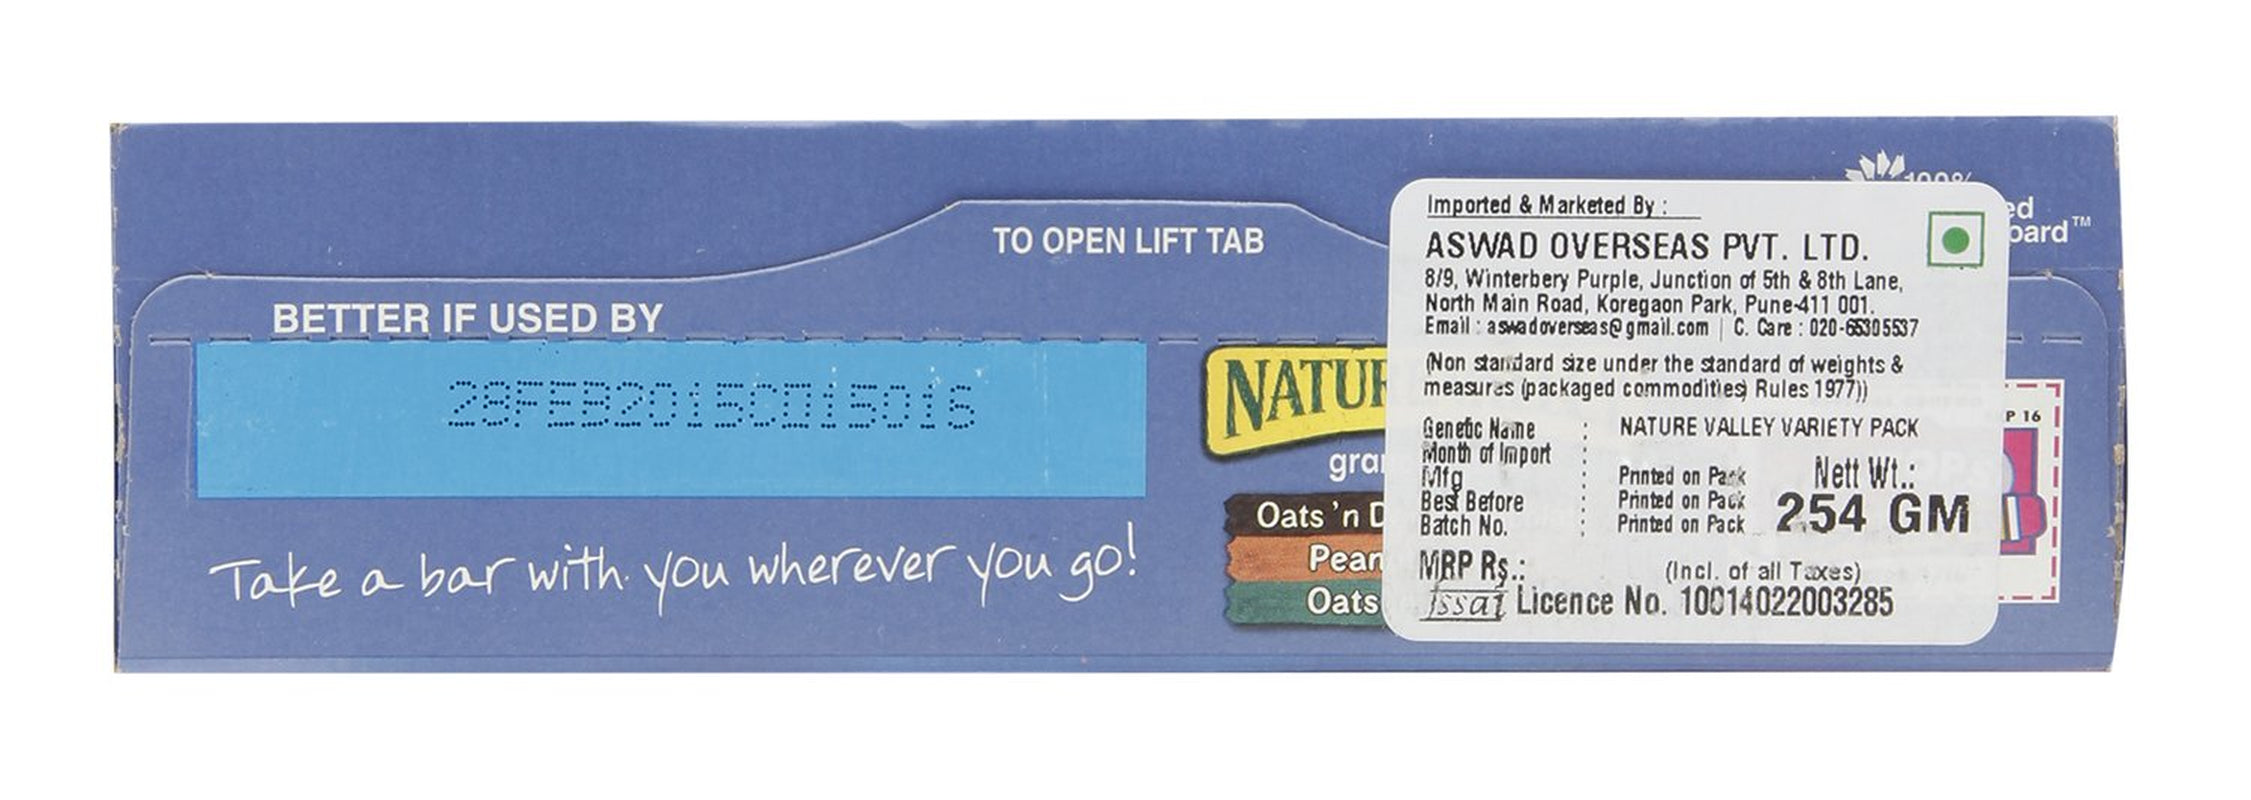 100%
ed
board™
TO OPEN LIFT TAB
BETTER IF USED BY
28FEB2015CI15016
Take a bar with you wherever you go!
NATUR
gra
Oats 'n D
Pean
Oats
Imported & Marketed By :
ASWAD OVERSEAS PVT. LTD.
8/9, Winterbery Purple, Junction of 5th & 8th Lane,
North Main Road, Koregaon Park, Pune-411 001.
Email : aswadoverseas@gmail.com | C. Care : 020-65305537
(Non standard size under the standard of weights &
measures (packaged commodities) Rules 1977))
Genetic Name : NATURE VALLEY VARIETY PACK
Month of Import :
Mfg : Printed on Pack
Best Before : Printed on Pack
Batch No. : Printed on Pack
Nett Wt.:
254 GM
MRP Rs.: (Incl. of all Taxes)
fssai Licence No. 10014022003285
P 16